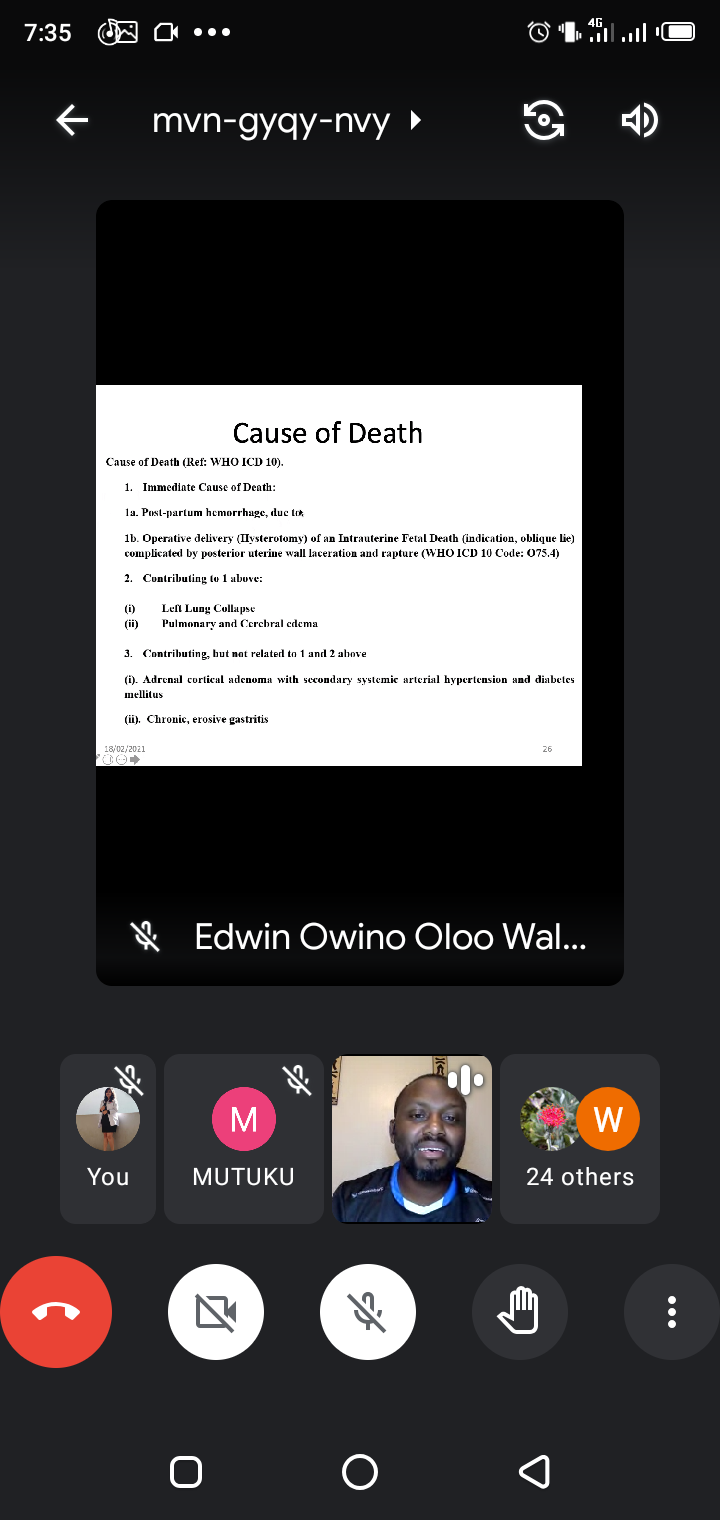 7:35
4G
mvn-gyqy-nvy
Cause of Death
Cause of Death (Ref: WHO ICD 10).
1. Immediate Cause of Death:
1a. Post-partum hemorrhage, due to
1b. Operative delivery (Hysterotomy) of an Intrauterine Fetal Death (indication, oblique lie)
complicated by posterior uterine wall laceration and rapture (WHO ICD 10 Code: O75.4)
2. Contributing to 1 above:
(i) Left Lung Collapse
(ii) Pulmonary and Cerebral edema
3. Contributing, but not related to 1 and 2 above
(i). Adrenal cortical adenoma with secondary systemic arterial hypertension and diabetes
mellitus
(ii). Chronic, erosive gastritis
18/02/2021
26
Edwin Owino Oloo Wal...
M
W
You
MUTUKU
24 others